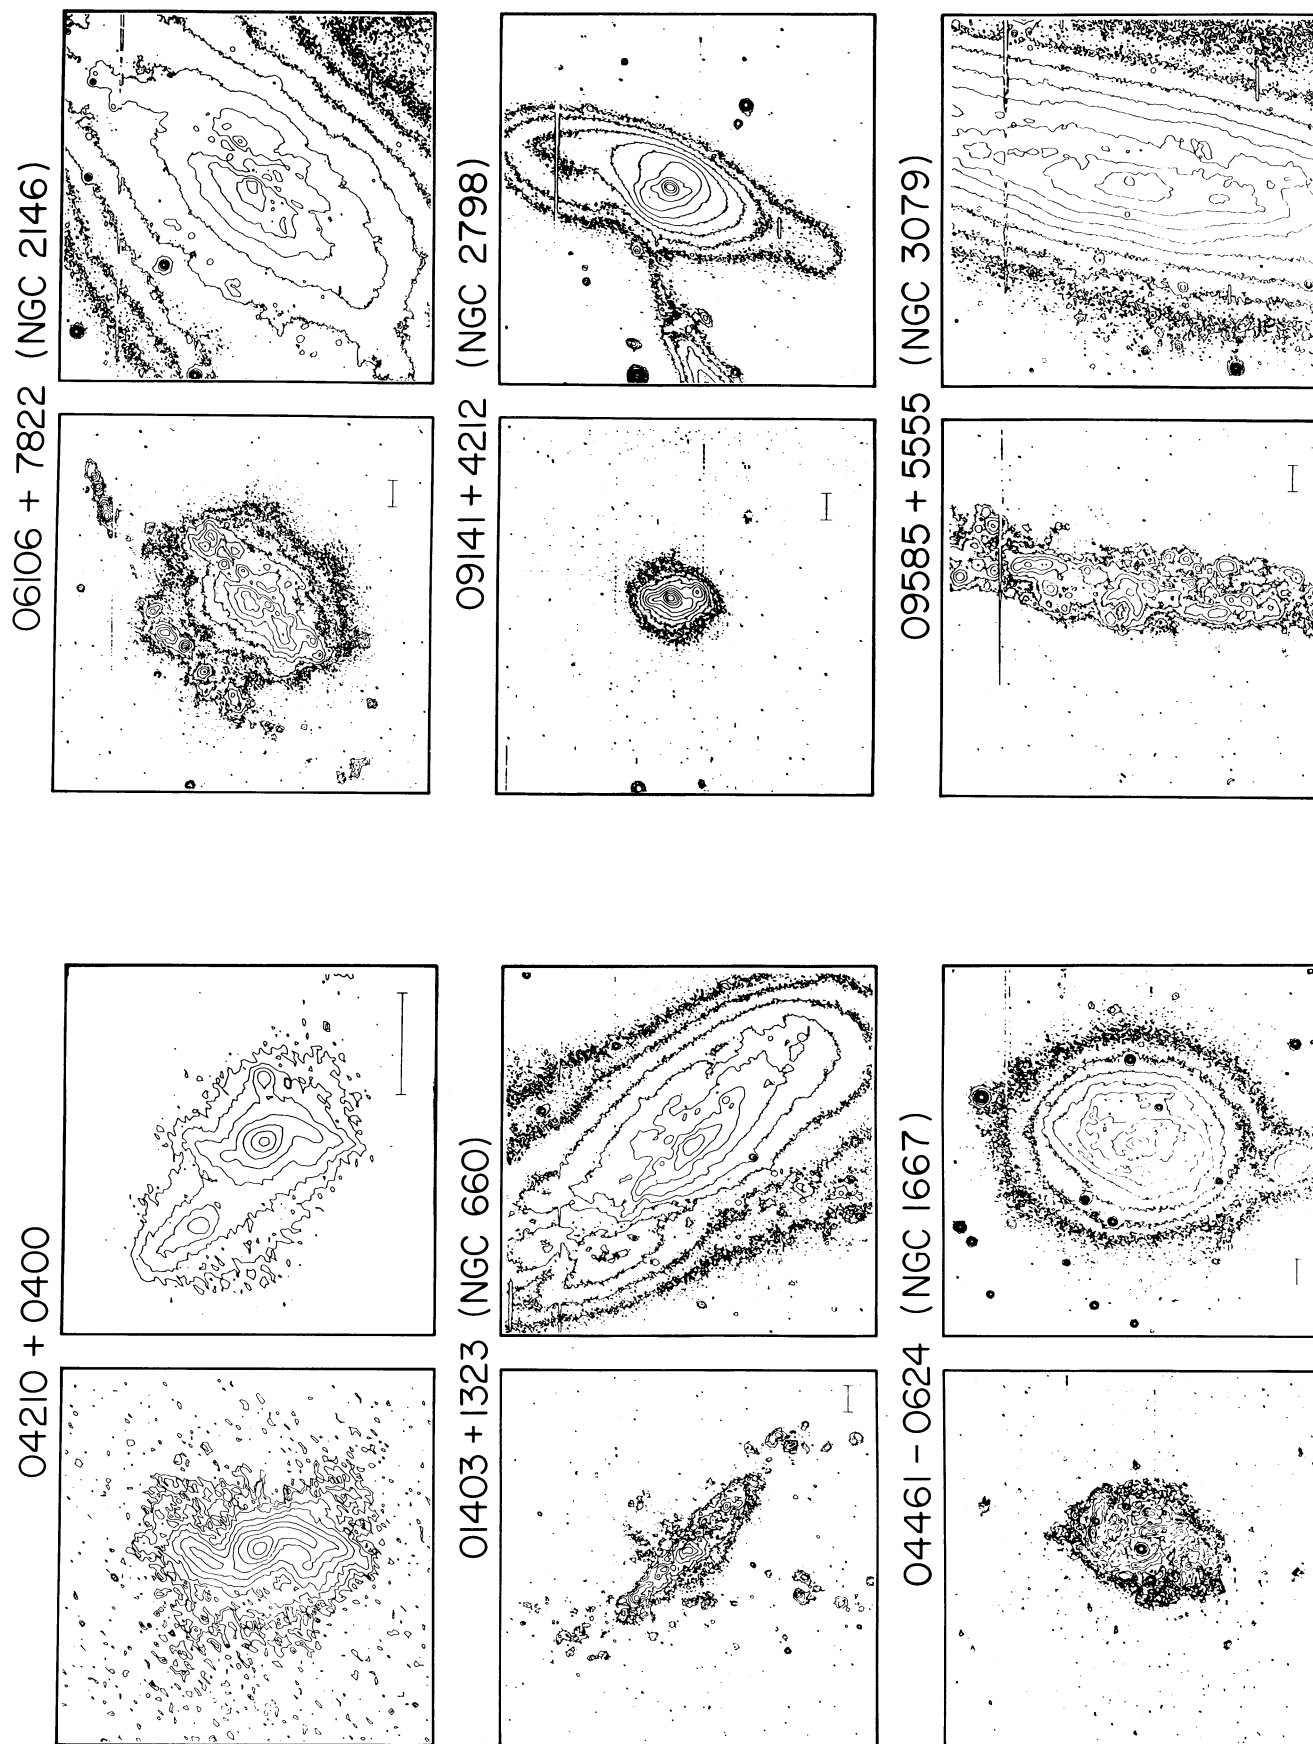 06106 + 7822 (NGC 2146)
09141 + 4212 (NGC 2798)
09585 + 5555 (NGC 3079)
04210 + 0400
01403 + 1323 (NGC 660)
04461 - 0624 (NGC 1667)